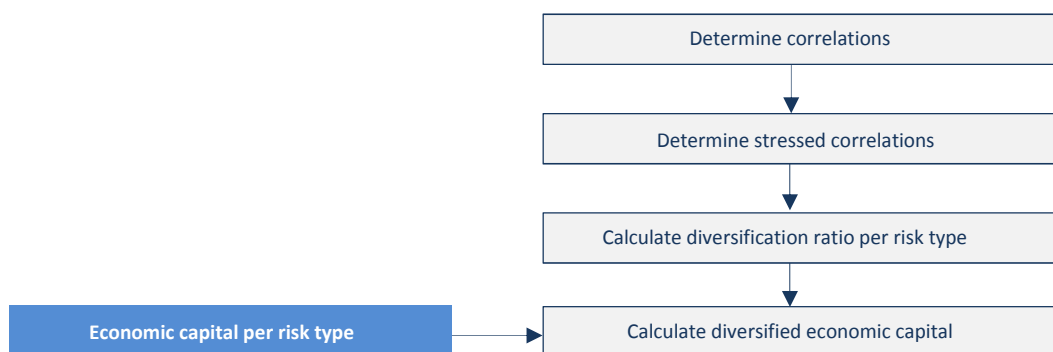 Determine correlations
Determine stressed correlations
Calculate diversification ratio per risk type
Economic capital per risk type
Calculate diversified economic capital